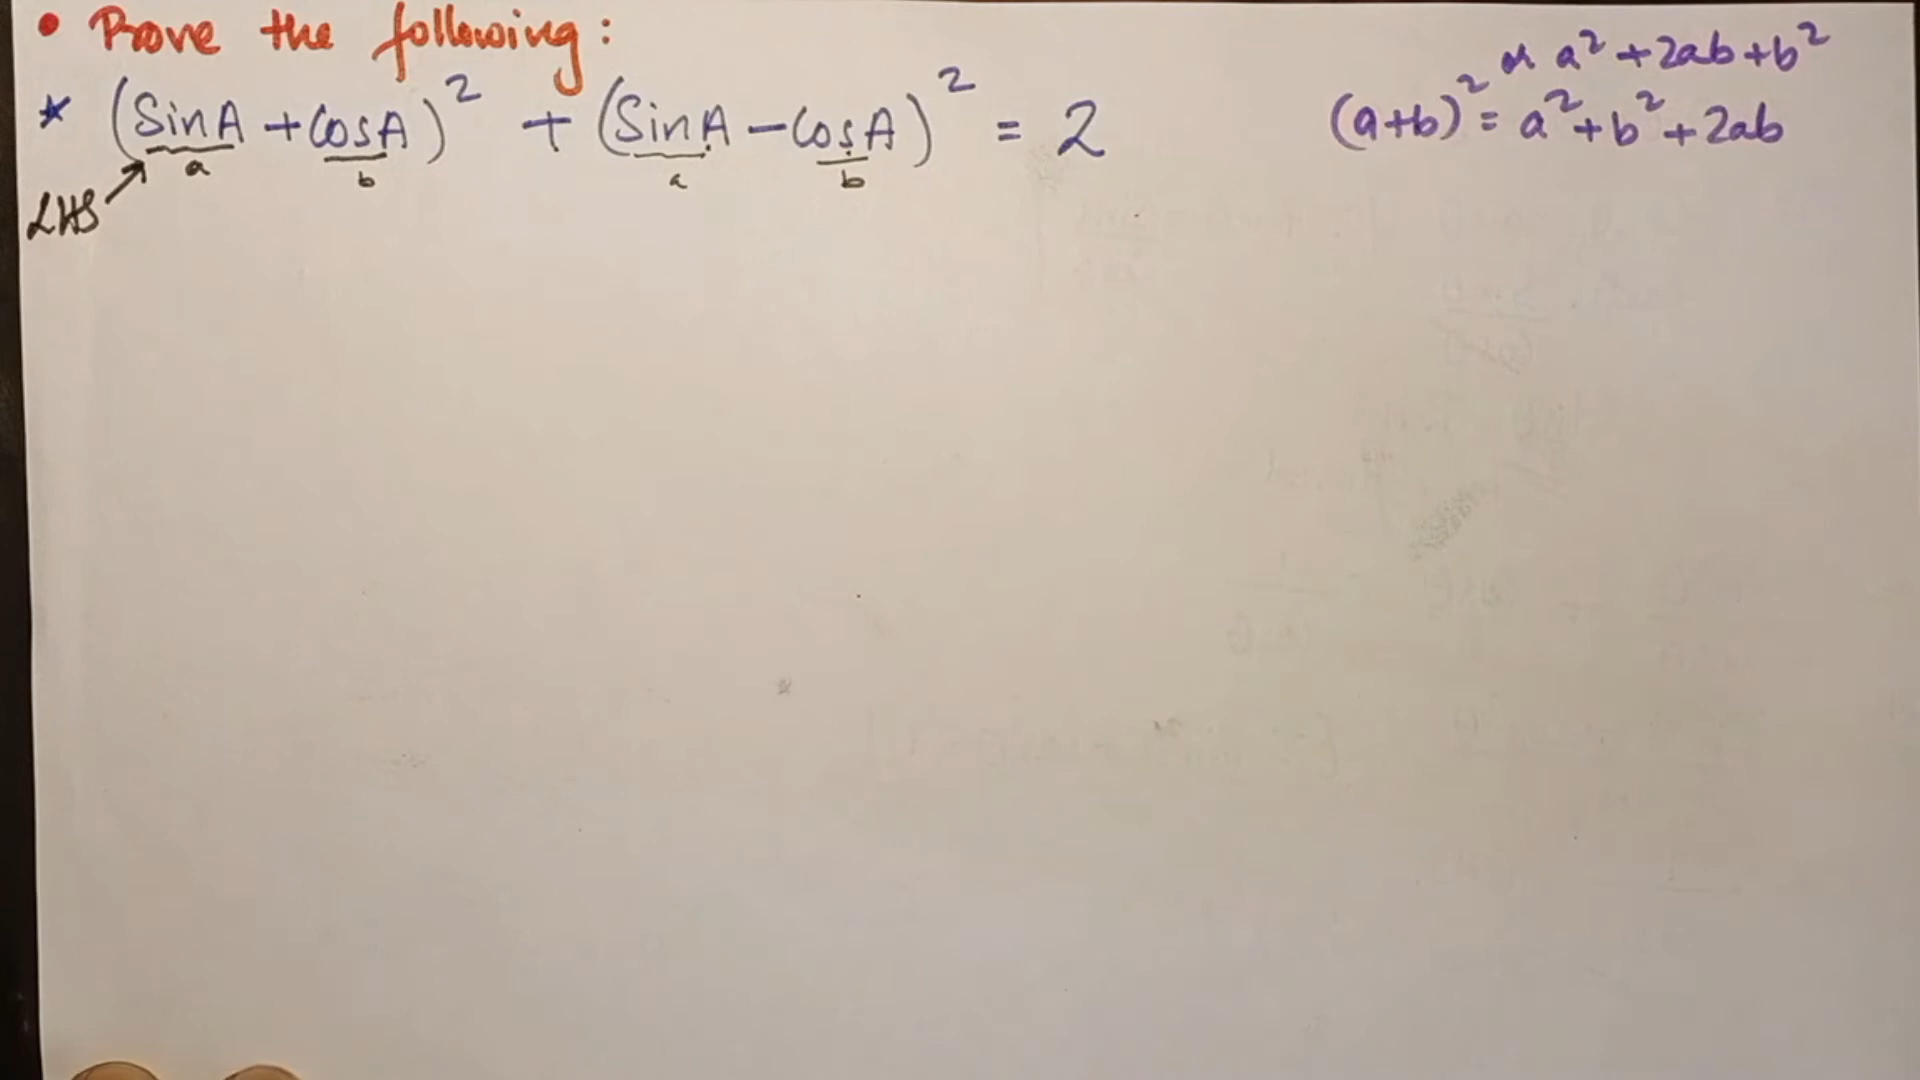 • Prove the following:
* (SinA + CosA)² + (SinA − CosA)² = 2
a b a b
LHS
or a² + 2ab + b²
(a+b)² = a² + b² + 2ab